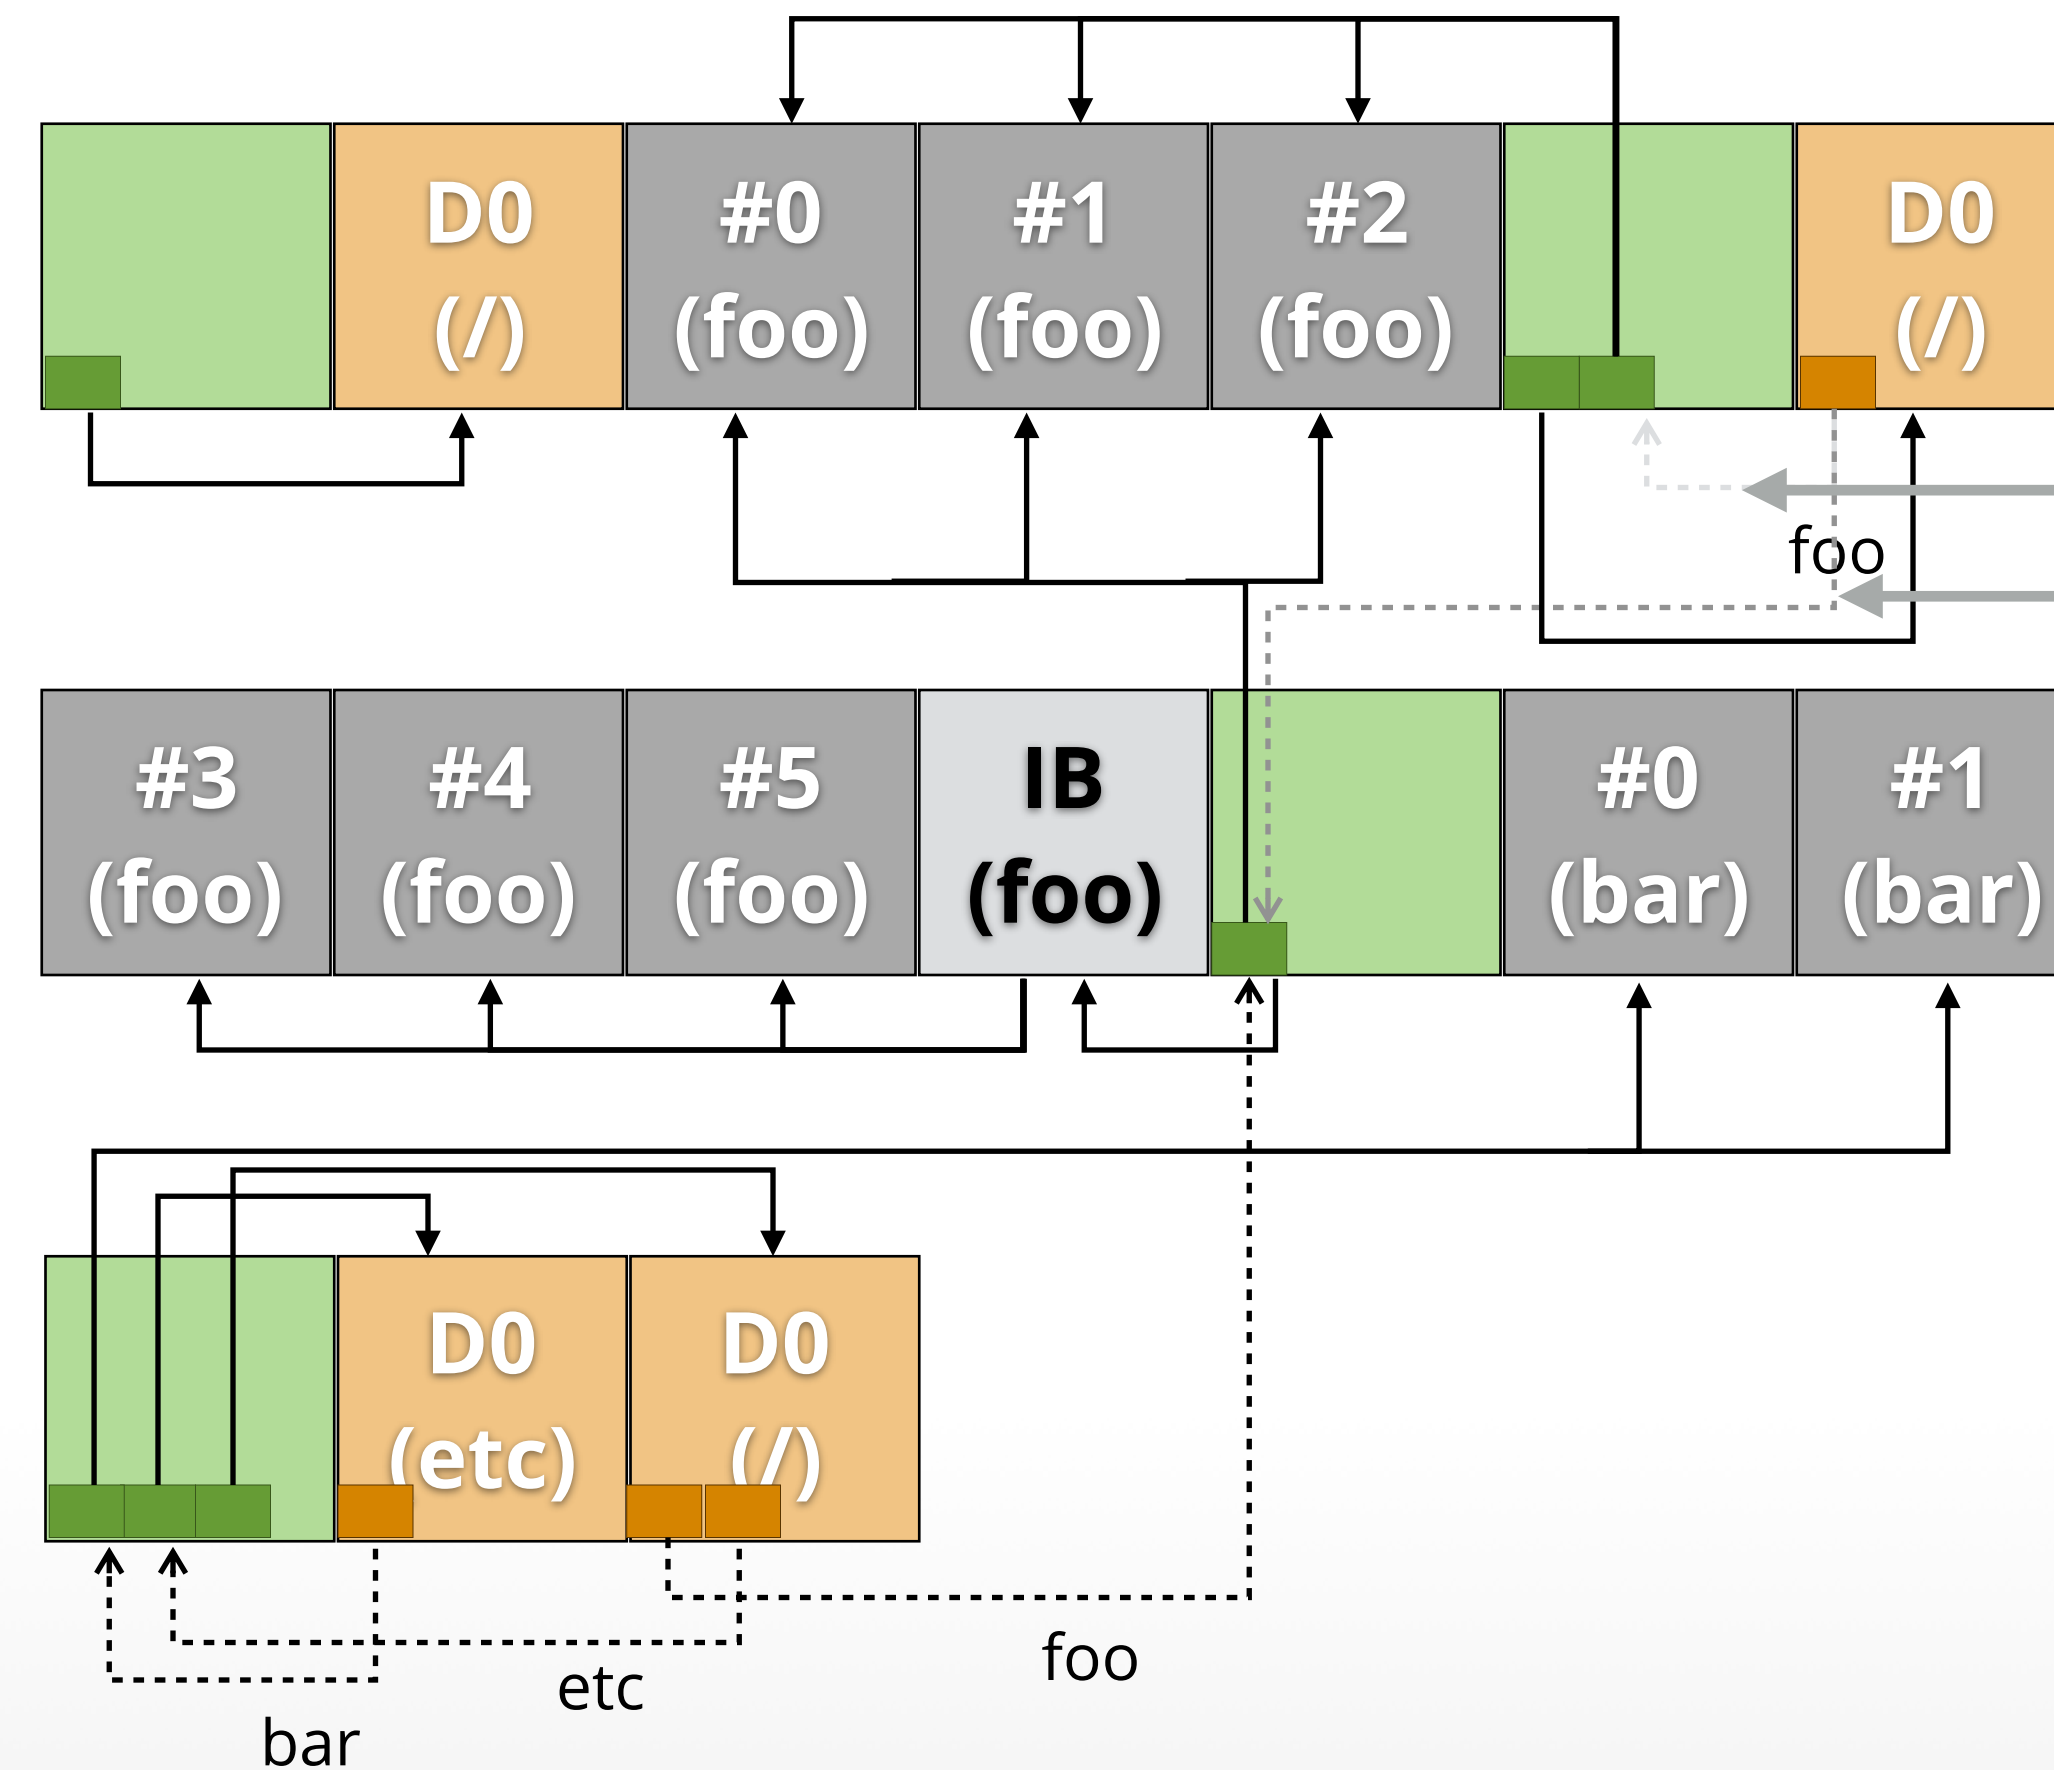 D0
(/)
#0
(foo)
#1
(foo)
#2
(foo)
D0
(/)
foo
#3
(foo)
#4
(foo)
#5
(foo)
IB
(foo)
#0
(bar)
#1
(bar)
D0
(etc)
D0
(/)
foo
etc
bar